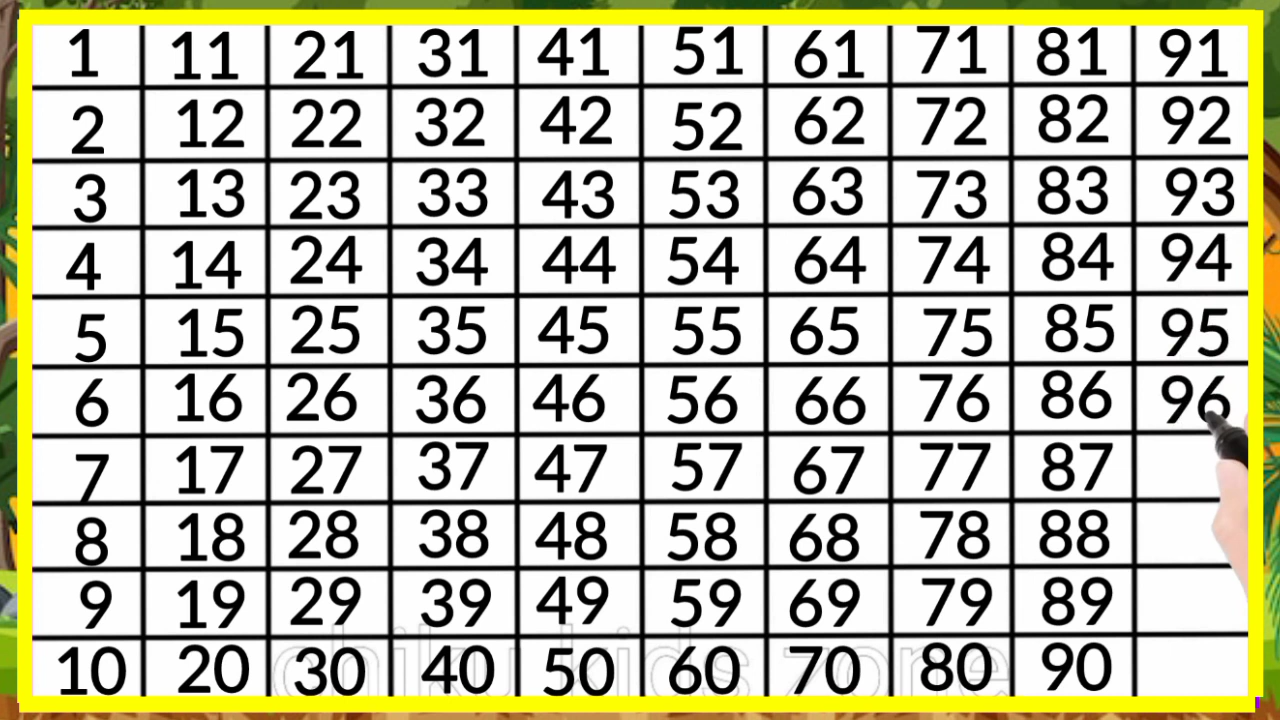 1 11 21 31 41 51 61 71 81 91
2 12 22 32 42 52 62 72 82 92
3 13 23 33 43 53 63 73 83 93
4 14 24 34 44 54 64 74 84 94
5 15 25 35 45 55 65 75 85 95
6 16 26 36 46 56 66 76 86 96
7 17 27 37 47 57 67 77 87
8 18 28 38 48 58 68 78 88
9 19 29 39 49 59 69 79 89
10 20 30 40 50 60 70 80 90
chiku kids zone